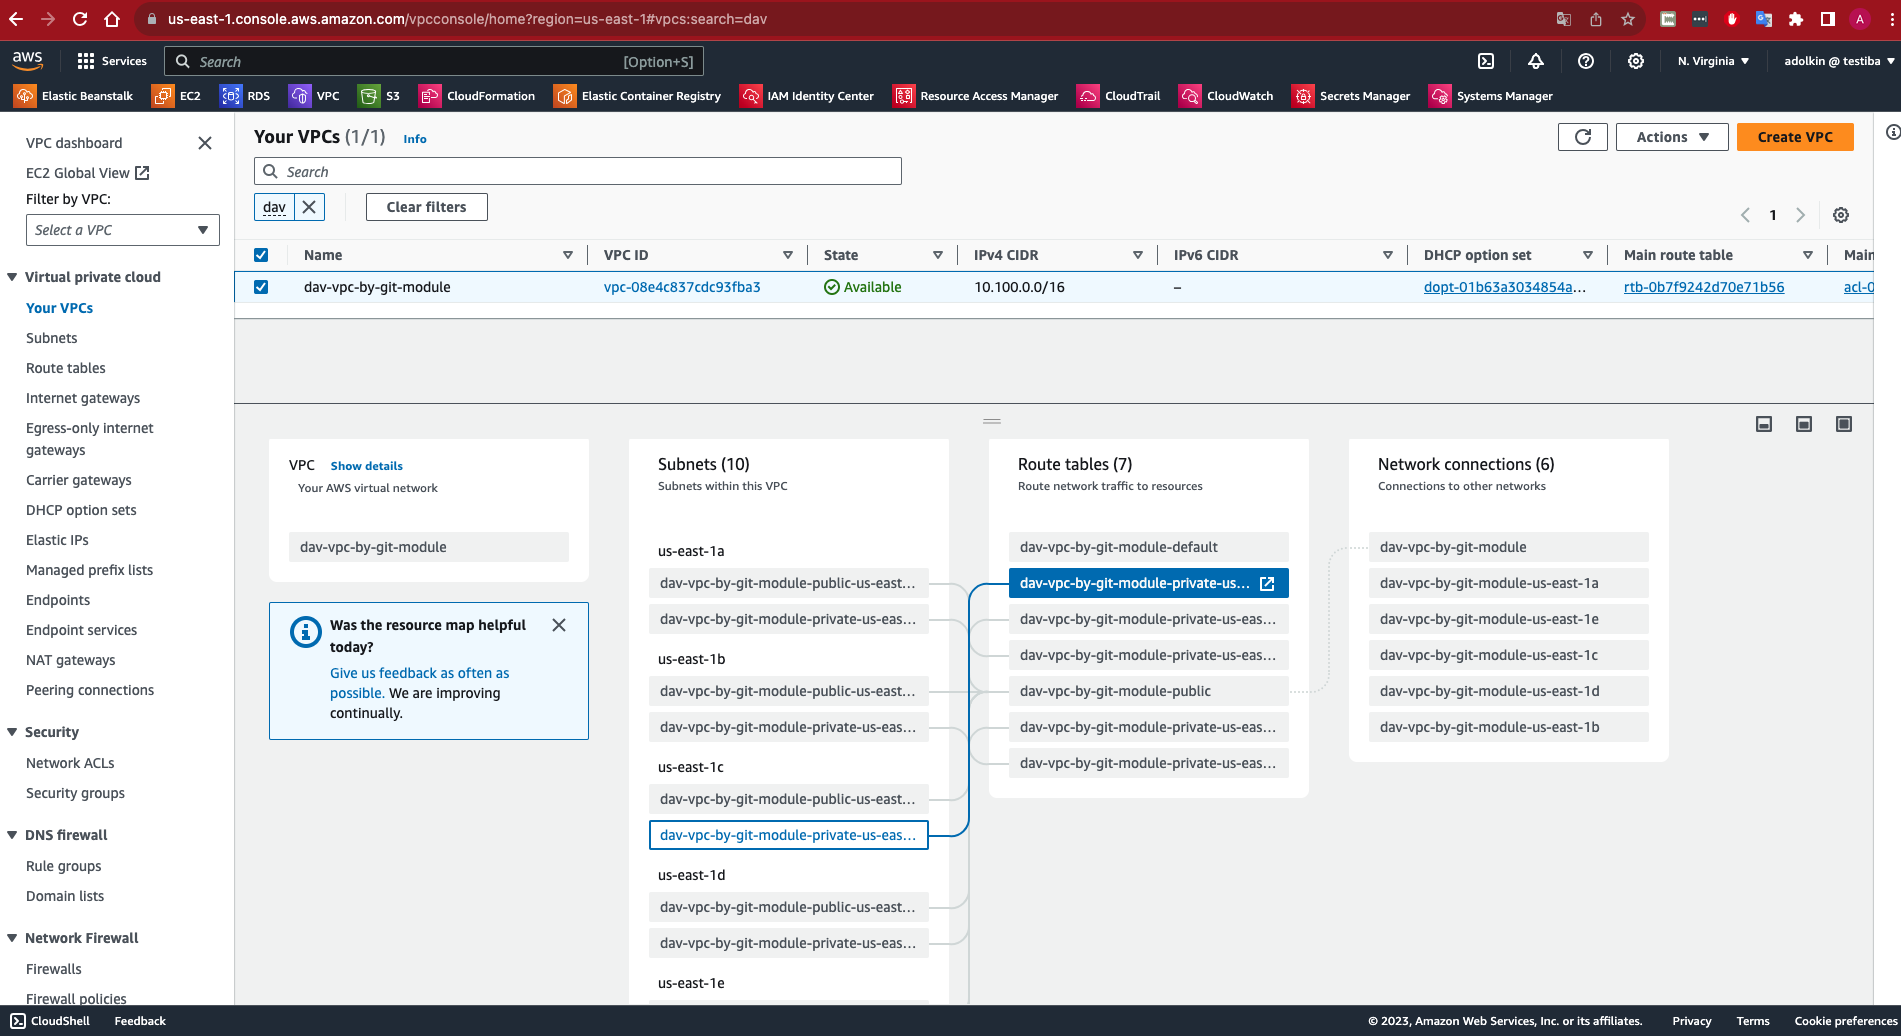 us-east-1.console.aws.amazon.com/vpcconsole/home?region=us-east-1#vpcs:search=dav
A
aws
Services
Search
[Option+S]
N. Virginia
adolkin @ testiba
Elastic Beanstalk
EC2
RDS
VPC
S3
CloudFormation
Elastic Container Registry
IAM Identity Center
Resource Access Manager
CloudTrail
CloudWatch
Secrets Manager
Systems Manager
VPC dashboard
EC2 Global View
Filter by VPC:
Select a VPC
Virtual private cloud
Your VPCs
Subnets
Route tables
Internet gateways
Egress-only internet
gateways
Carrier gateways
DHCP option sets
Elastic IPs
Managed prefix lists
Endpoints
Endpoint services
NAT gateways
Peering connections
Security
Network ACLs
Security groups
DNS firewall
Rule groups
Domain lists
Network Firewall
Firewalls
Firewall policies
Your VPCs (1/1) Info
Actions
Create VPC
Search
dav
Clear filters
1
Name
VPC ID
State
IPv4 CIDR
IPv6 CIDR
DHCP option set
Main route table
Main
dav-vpc-by-git-module
vpc-08e4c837cdc93fba3
Available
10.100.0.0/16
–
dopt-01b63a3034854a...
rtb-0b7f9242d70e71b56
acl-0
VPC Show details
Your AWS virtual network
dav-vpc-by-git-module
Was the resource map helpful
today?
Give us feedback as often as
possible. We are improving
continually.
Subnets (10)
Subnets within this VPC
us-east-1a
dav-vpc-by-git-module-public-us-east...
dav-vpc-by-git-module-private-us-eas...
us-east-1b
dav-vpc-by-git-module-public-us-east...
dav-vpc-by-git-module-private-us-eas...
us-east-1c
dav-vpc-by-git-module-public-us-east...
dav-vpc-by-git-module-private-us-eas...
us-east-1d
dav-vpc-by-git-module-public-us-east...
dav-vpc-by-git-module-private-us-eas...
us-east-1e
Route tables (7)
Route network traffic to resources
dav-vpc-by-git-module-default
dav-vpc-by-git-module-private-us...
dav-vpc-by-git-module-private-us-eas...
dav-vpc-by-git-module-private-us-eas...
dav-vpc-by-git-module-public
dav-vpc-by-git-module-private-us-eas...
dav-vpc-by-git-module-private-us-eas...
Network connections (6)
Connections to other networks
dav-vpc-by-git-module
dav-vpc-by-git-module-us-east-1a
dav-vpc-by-git-module-us-east-1e
dav-vpc-by-git-module-us-east-1c
dav-vpc-by-git-module-us-east-1d
dav-vpc-by-git-module-us-east-1b
CloudShell
Feedback
© 2023, Amazon Web Services, Inc. or its affiliates.
Privacy
Terms
Cookie preferences